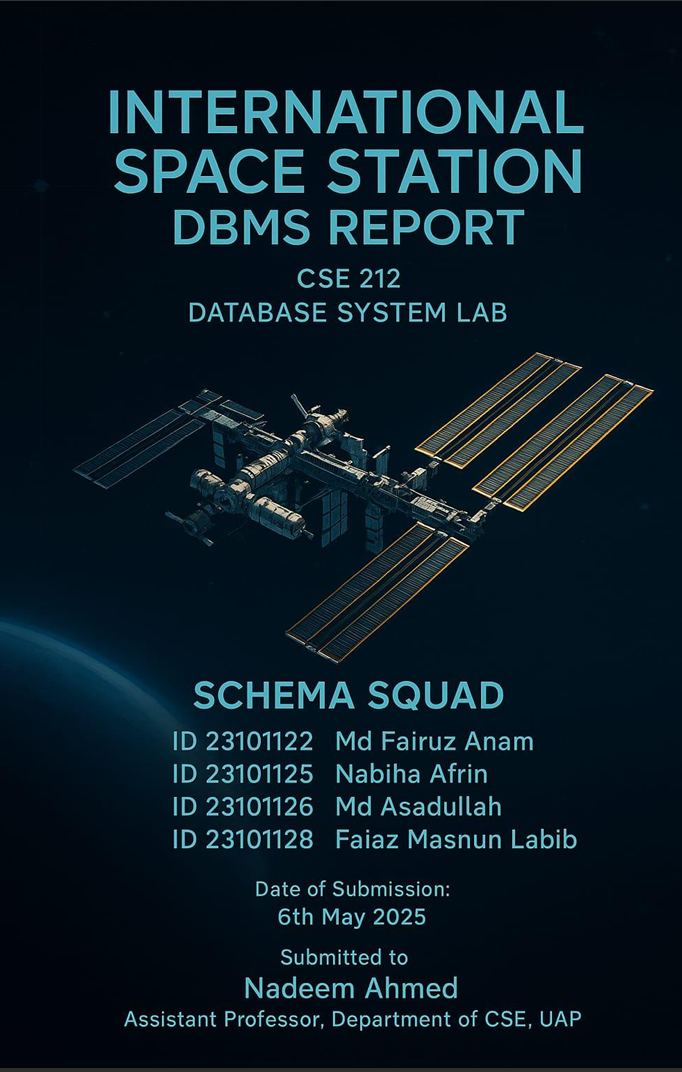 INTERNATIONAL
SPACE STATION
DBMS REPORT
CSE 212
DATABASE SYSTEM LAB
SCHEMA SQUAD
ID 23101122 Md Fairuz Anam
ID 23101125 Nabiha Afrin
ID 23101126 Md Asadullah
ID 23101128 Faiaz Masnun Labib
Date of Submission:
6th May 2025
Submitted to
Nadeem Ahmed
Assistant Professor, Department of CSE, UAP